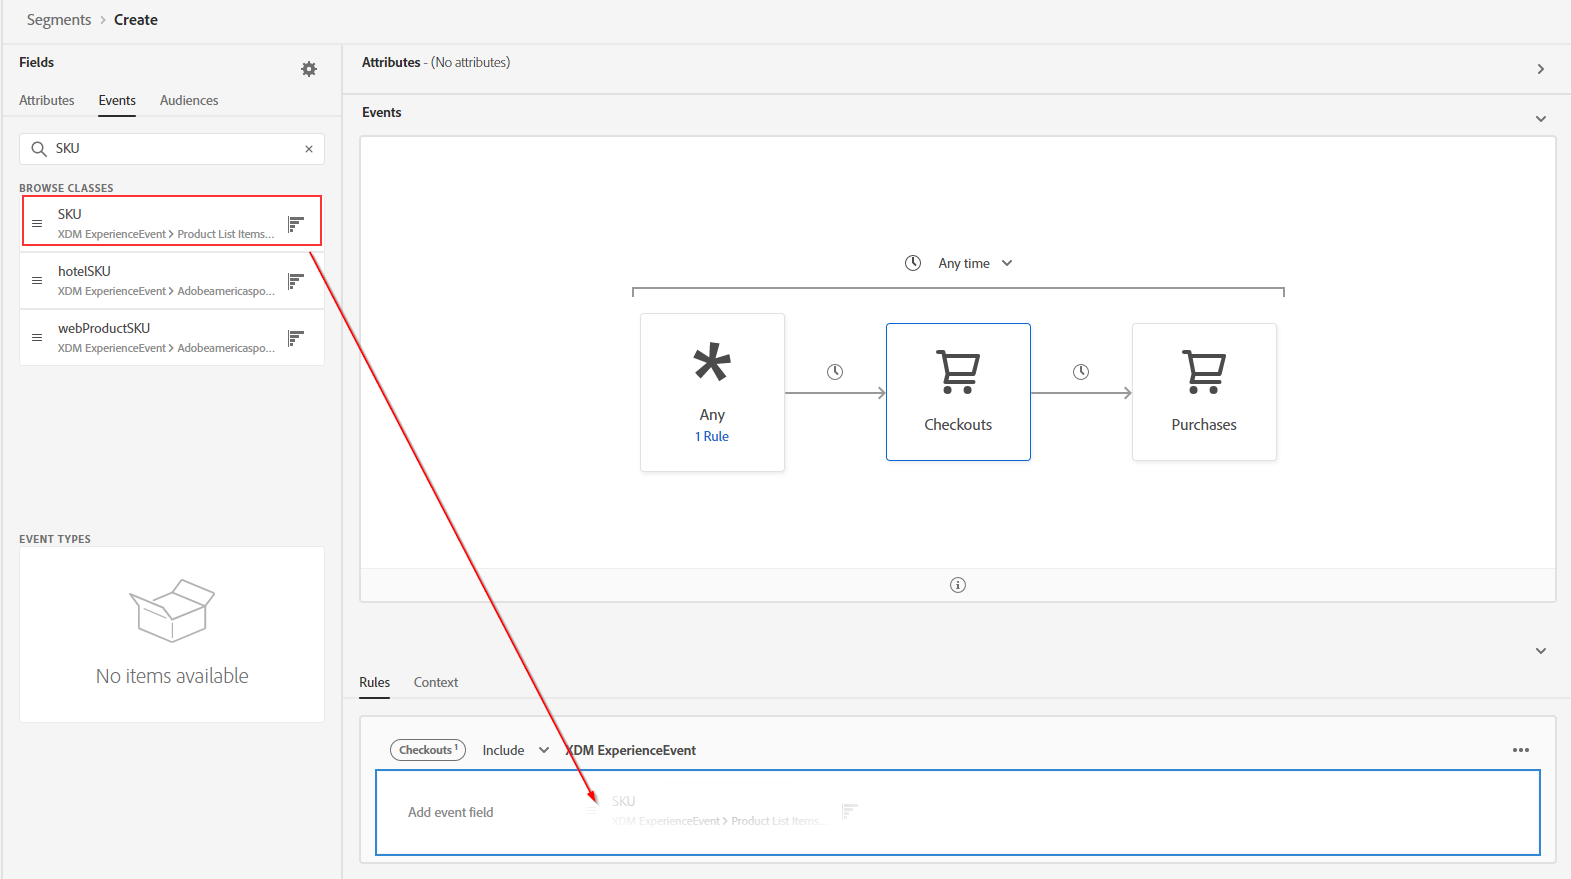 Segments > Create
Fields
Attributes Events Audiences
SKU
BROWSE CLASSES
SKU
XDM ExperienceEvent > Product List Items...
hotelSKU
XDM ExperienceEvent > Adobeamericaspo...
webProductSKU
XDM ExperienceEvent > Adobeamericaspo...
EVENT TYPES
No items available
Attributes - (No attributes)
Events
Any time
Any
1 Rule
Checkouts
Purchases
Rules Context
Checkouts 1 Include XDM ExperienceEvent
Add event field
SKU
XDM ExperienceEvent > Product List Items...